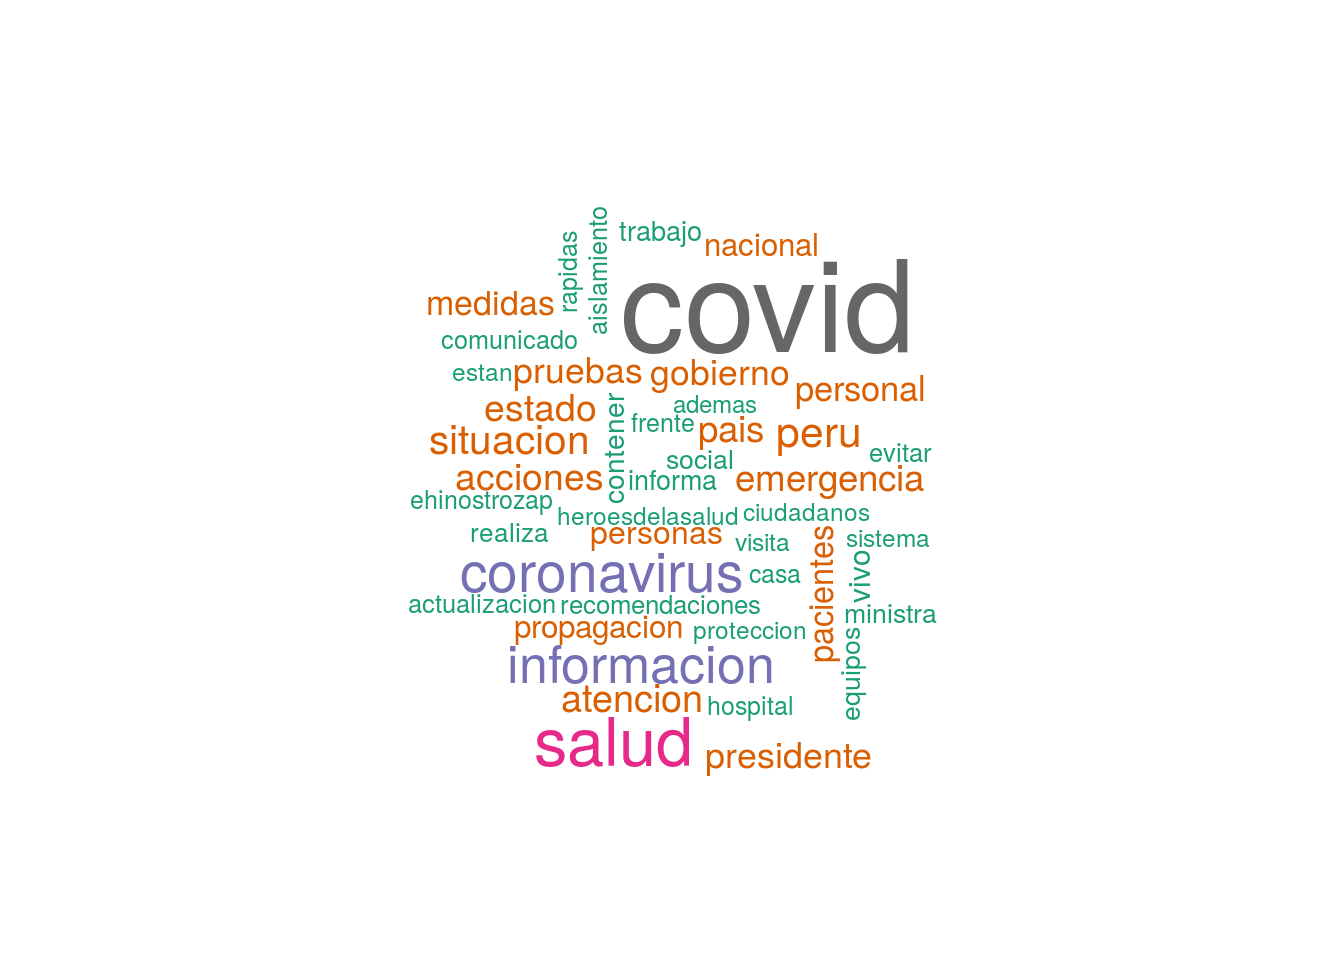 trabajo
nacional
rapidas
aislamiento
covid
medidas
comunicado
estan
pruebas
gobierno
personal
estado
ademas
contener
frente
pais
peru
situacion
evitar
social
acciones
informa
emergencia
ehinostrozap
heroesdelasalud
ciudadanos
realiza
personas
visita
sistema
pacientes
coronavirus
casa
vivo
actualizacion
recomendaciones
ministra
propagacion
proteccion
informacion
equipos
atencion
hospital
salud
presidente